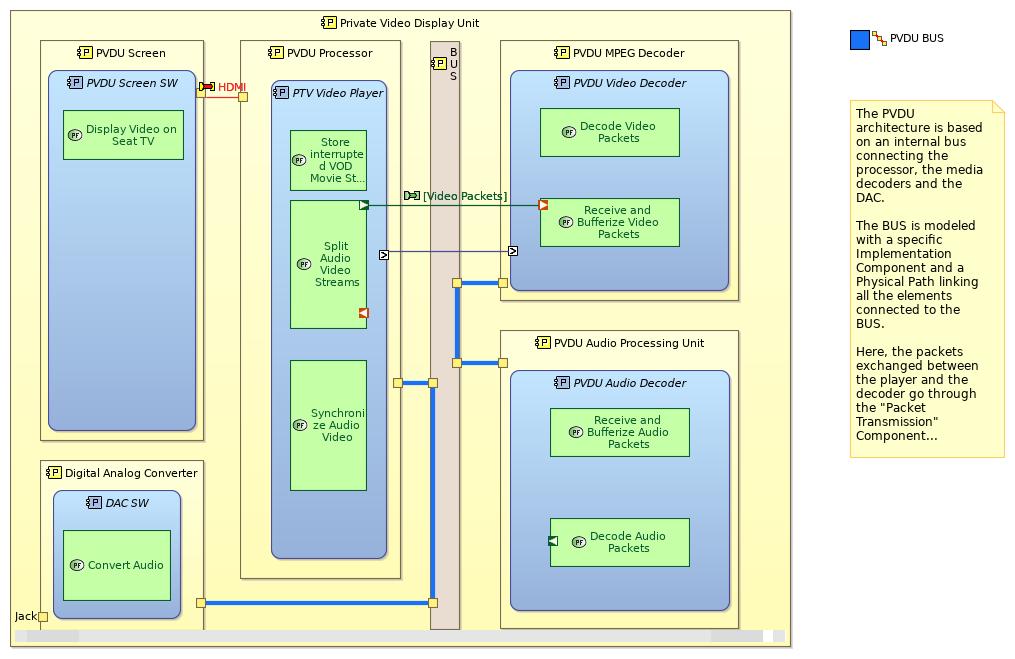 Private Video Display Unit
PVDU Screen
PVDU Screen SW
Display Video on
Seat TV
HDMI
PVDU Processor
PTV Video Player
Store
interrupte
d VOD
Movie St...
Split
Audio
Video
Streams
Synchroni
ze Audio
Video
B
U
S
[Video Packets]
PVDU MPEG Decoder
PVDU Video Decoder
Decode Video
Packets
Receive and
Bufferize Video
Packets
PVDU Audio Processing Unit
PVDU Audio Decoder
Receive and
Bufferize Audio
Packets
Decode Audio
Packets
Digital Analog Converter
DAC SW
Convert Audio
Jack
PVDU BUS
The PVDU
architecture is based
on an internal bus
connecting the
processor, the media
decoders and the
DAC.
The BUS is modeled
with a specific
Implementation
Component and a
Physical Path linking
all the elements
connected to the
BUS.
Here, the packets
exchanged between
the player and the
decoder go through
the "Packet
Transmission"
Component...